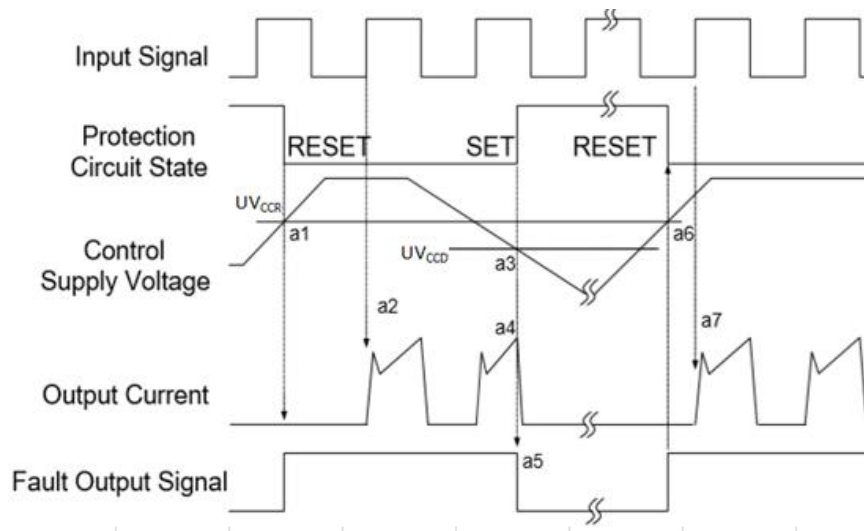 Input Signal
Protection
Circuit State
RESET
SET
RESET
UVCCR
a1
a6
Control
Supply Voltage
UVCCD
a3
a2
a4
a7
Output Current
a5
Fault Output Signal